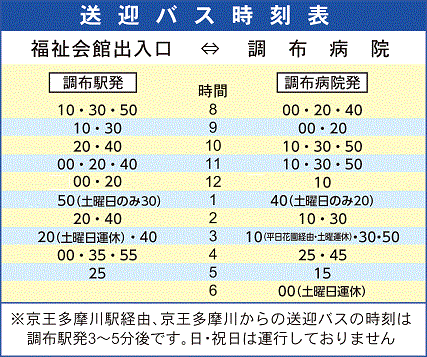 送迎バス時刻表
福祉会館出入口 ⇔ 調布病院
調布駅発 時間 調布病院発
10・30・50 8 00・20・40
10・30 9 00・20
20・40 10 10・30・50
00・20・40 11 10・30・50
00・20 12 10
50(土曜日のみ30) 1 40(土曜日のみ20)
20・40 2 10・30
20(土曜日運休)・40 3 10(平日花園経由・土曜運休)・30・50
00・35・55 4 25・45
25 5 15
6 00(土曜日運休)
※京王多摩川駅経由、京王多摩川からの送迎バスの時刻は
調布駅発3〜5分後です。日・祝日は運行しておりません